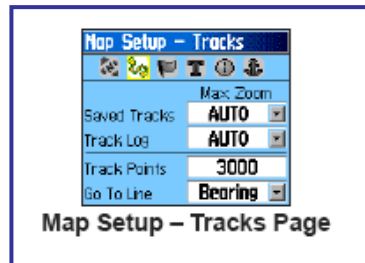 Map Setup – Tracks
Max Zoom
Saved Tracks AUTO
Track Log AUTO
Track Points 3000
Go To Line Bearing
Map Setup – Tracks Page